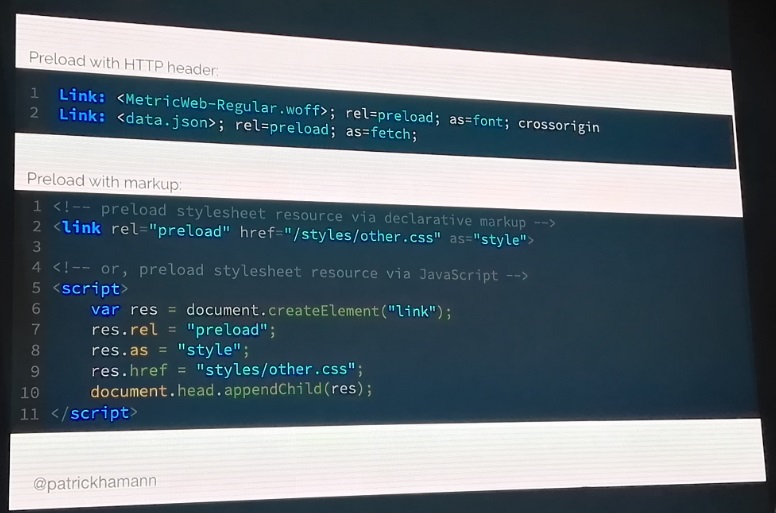 Preload with HTTP header:
1 Link: <MetricWeb-Regular.woff>; rel=preload; as=font; crossorigin
2 Link: <data.json>; rel=preload; as=fetch;
Preload with markup:
1 <!-- preload stylesheet resource via declarative markup -->
2 <link rel="preload" href="/styles/other.css" as="style">
3
4 <!-- or, preload stylesheet resource via JavaScript -->
5 <script>
6 var res = document.createElement("link");
7 res.rel = "preload";
8 res.as = "style";
9 res.href = "styles/other.css";
10 document.head.appendChild(res);
11 </script>
@patrickhamann